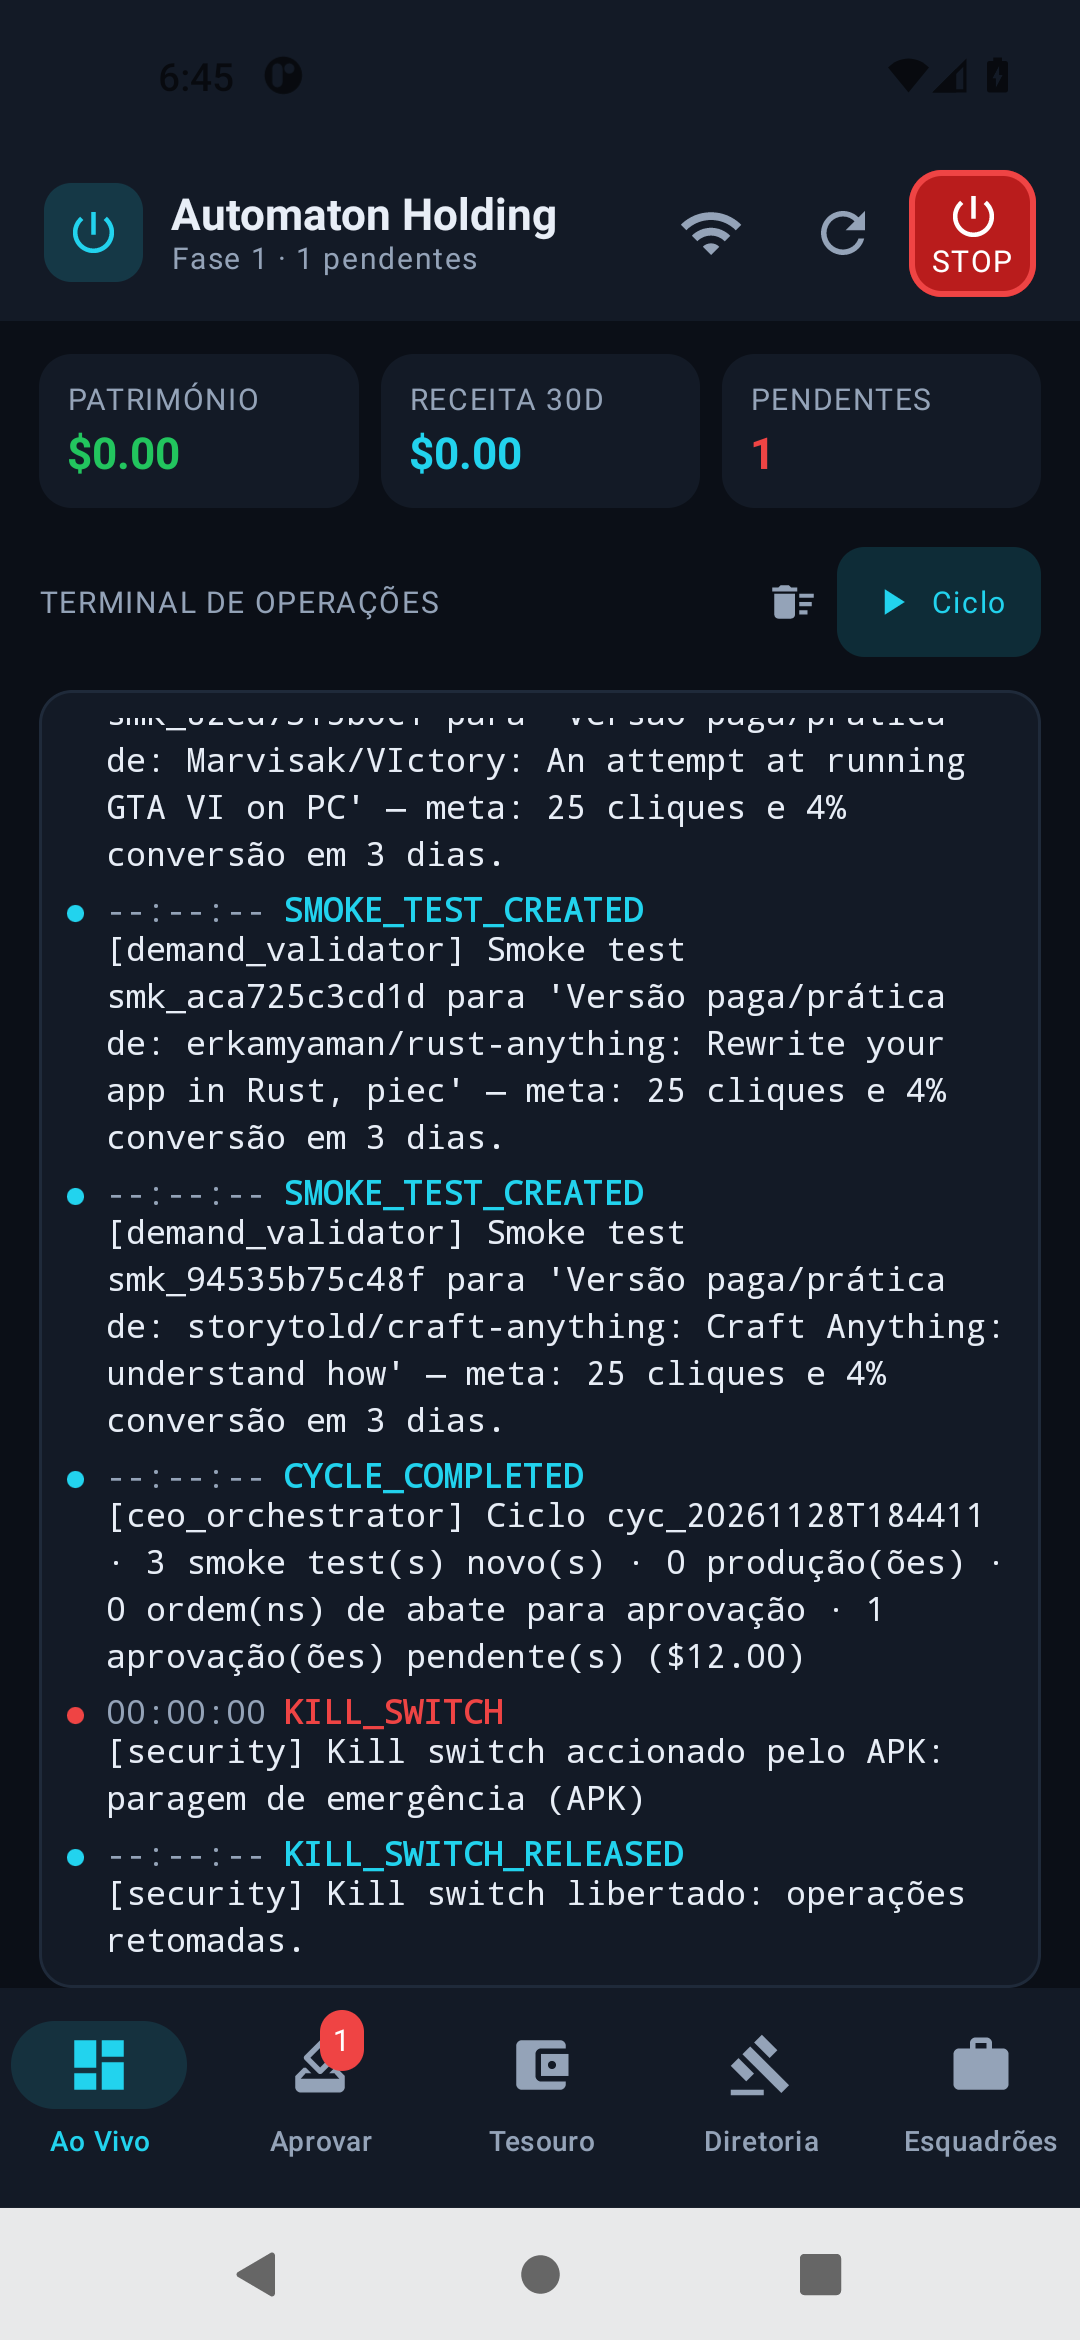 6:45
Automaton Holding
Fase 1 · 1 pendentes
STOP
PATRIMÓNIO
$0.00
RECEITA 30D
$0.00
PENDENTES
1
TERMINAL DE OPERAÇÕES
Ciclo
para 'Versão paga/prática
de: Marvisak/VIctory: An attempt at running
GTA VI on PC' — meta: 25 cliques e 4%
conversão em 3 dias.
--:--:-- SMOKE_TEST_CREATED
[demand_validator] Smoke test
smk_aca725c3cd1d para 'Versão paga/prática
de: erkamyaman/rust-anything: Rewrite your
app in Rust, piec' — meta: 25 cliques e 4%
conversão em 3 dias.
--:--:-- SMOKE_TEST_CREATED
[demand_validator] Smoke test
smk_94535b75c48f para 'Versão paga/prática
de: storytold/craft-anything: Craft Anything:
understand how' — meta: 25 cliques e 4%
conversão em 3 dias.
--:--:-- CYCLE_COMPLETED
[ceo_orchestrator] Ciclo cyc_20261128T184411
· 3 smoke test(s) novo(s) · 0 produção(ões) ·
0 ordem(ns) de abate para aprovação · 1
aprovação(ões) pendente(s) ($12.00)
00:00:00 KILL_SWITCH
[security] Kill switch accionado pelo APK:
paragem de emergência (APK)
--:--:-- KILL_SWITCH_RELEASED
[security] Kill switch libertado: operações
retomadas.
1
Ao Vivo
Aprovar
Tesouro
Diretoria
Esquadrões